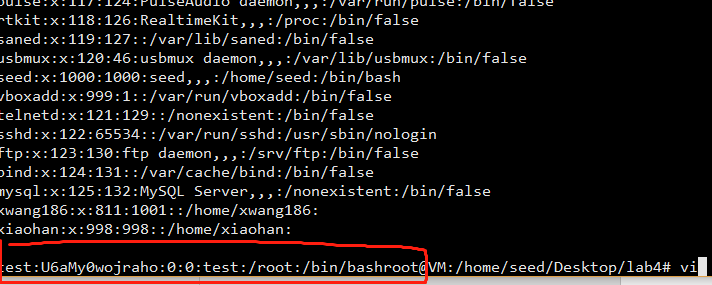 pulse:x:117:124:PulseAudio daemon,,,:/var/run/pulse:/bin/false
rtkit:x:118:126:RealtimeKit,,,:/proc:/bin/false
saned:x:119:127::/var/lib/saned:/bin/false
usbmux:x:120:46:usbmux daemon,,,:/var/lib/usbmux:/bin/false
seed:x:1000:1000:seed,,,:/home/seed:/bin/bash
vboxadd:x:999:1::/var/run/vboxadd:/bin/false
telnetd:x:121:129::/nonexistent:/bin/false
sshd:x:122:65534::/var/run/sshd:/usr/sbin/nologin
ftp:x:123:130:ftp daemon,,,:/srv/ftp:/bin/false
bind:x:124:131::/var/cache/bind:/bin/false
mysql:x:125:132:MySQL Server,,,:/nonexistent:/bin/false
xwang186:x:811:1001::/home/xwang186:
xiaohan:x:998:998::/home/xiaohan:
test:U6aMy0wojraho:0:0:test:/root:/bin/bashroot@VM:/home/seed/Desktop/lab4# vi